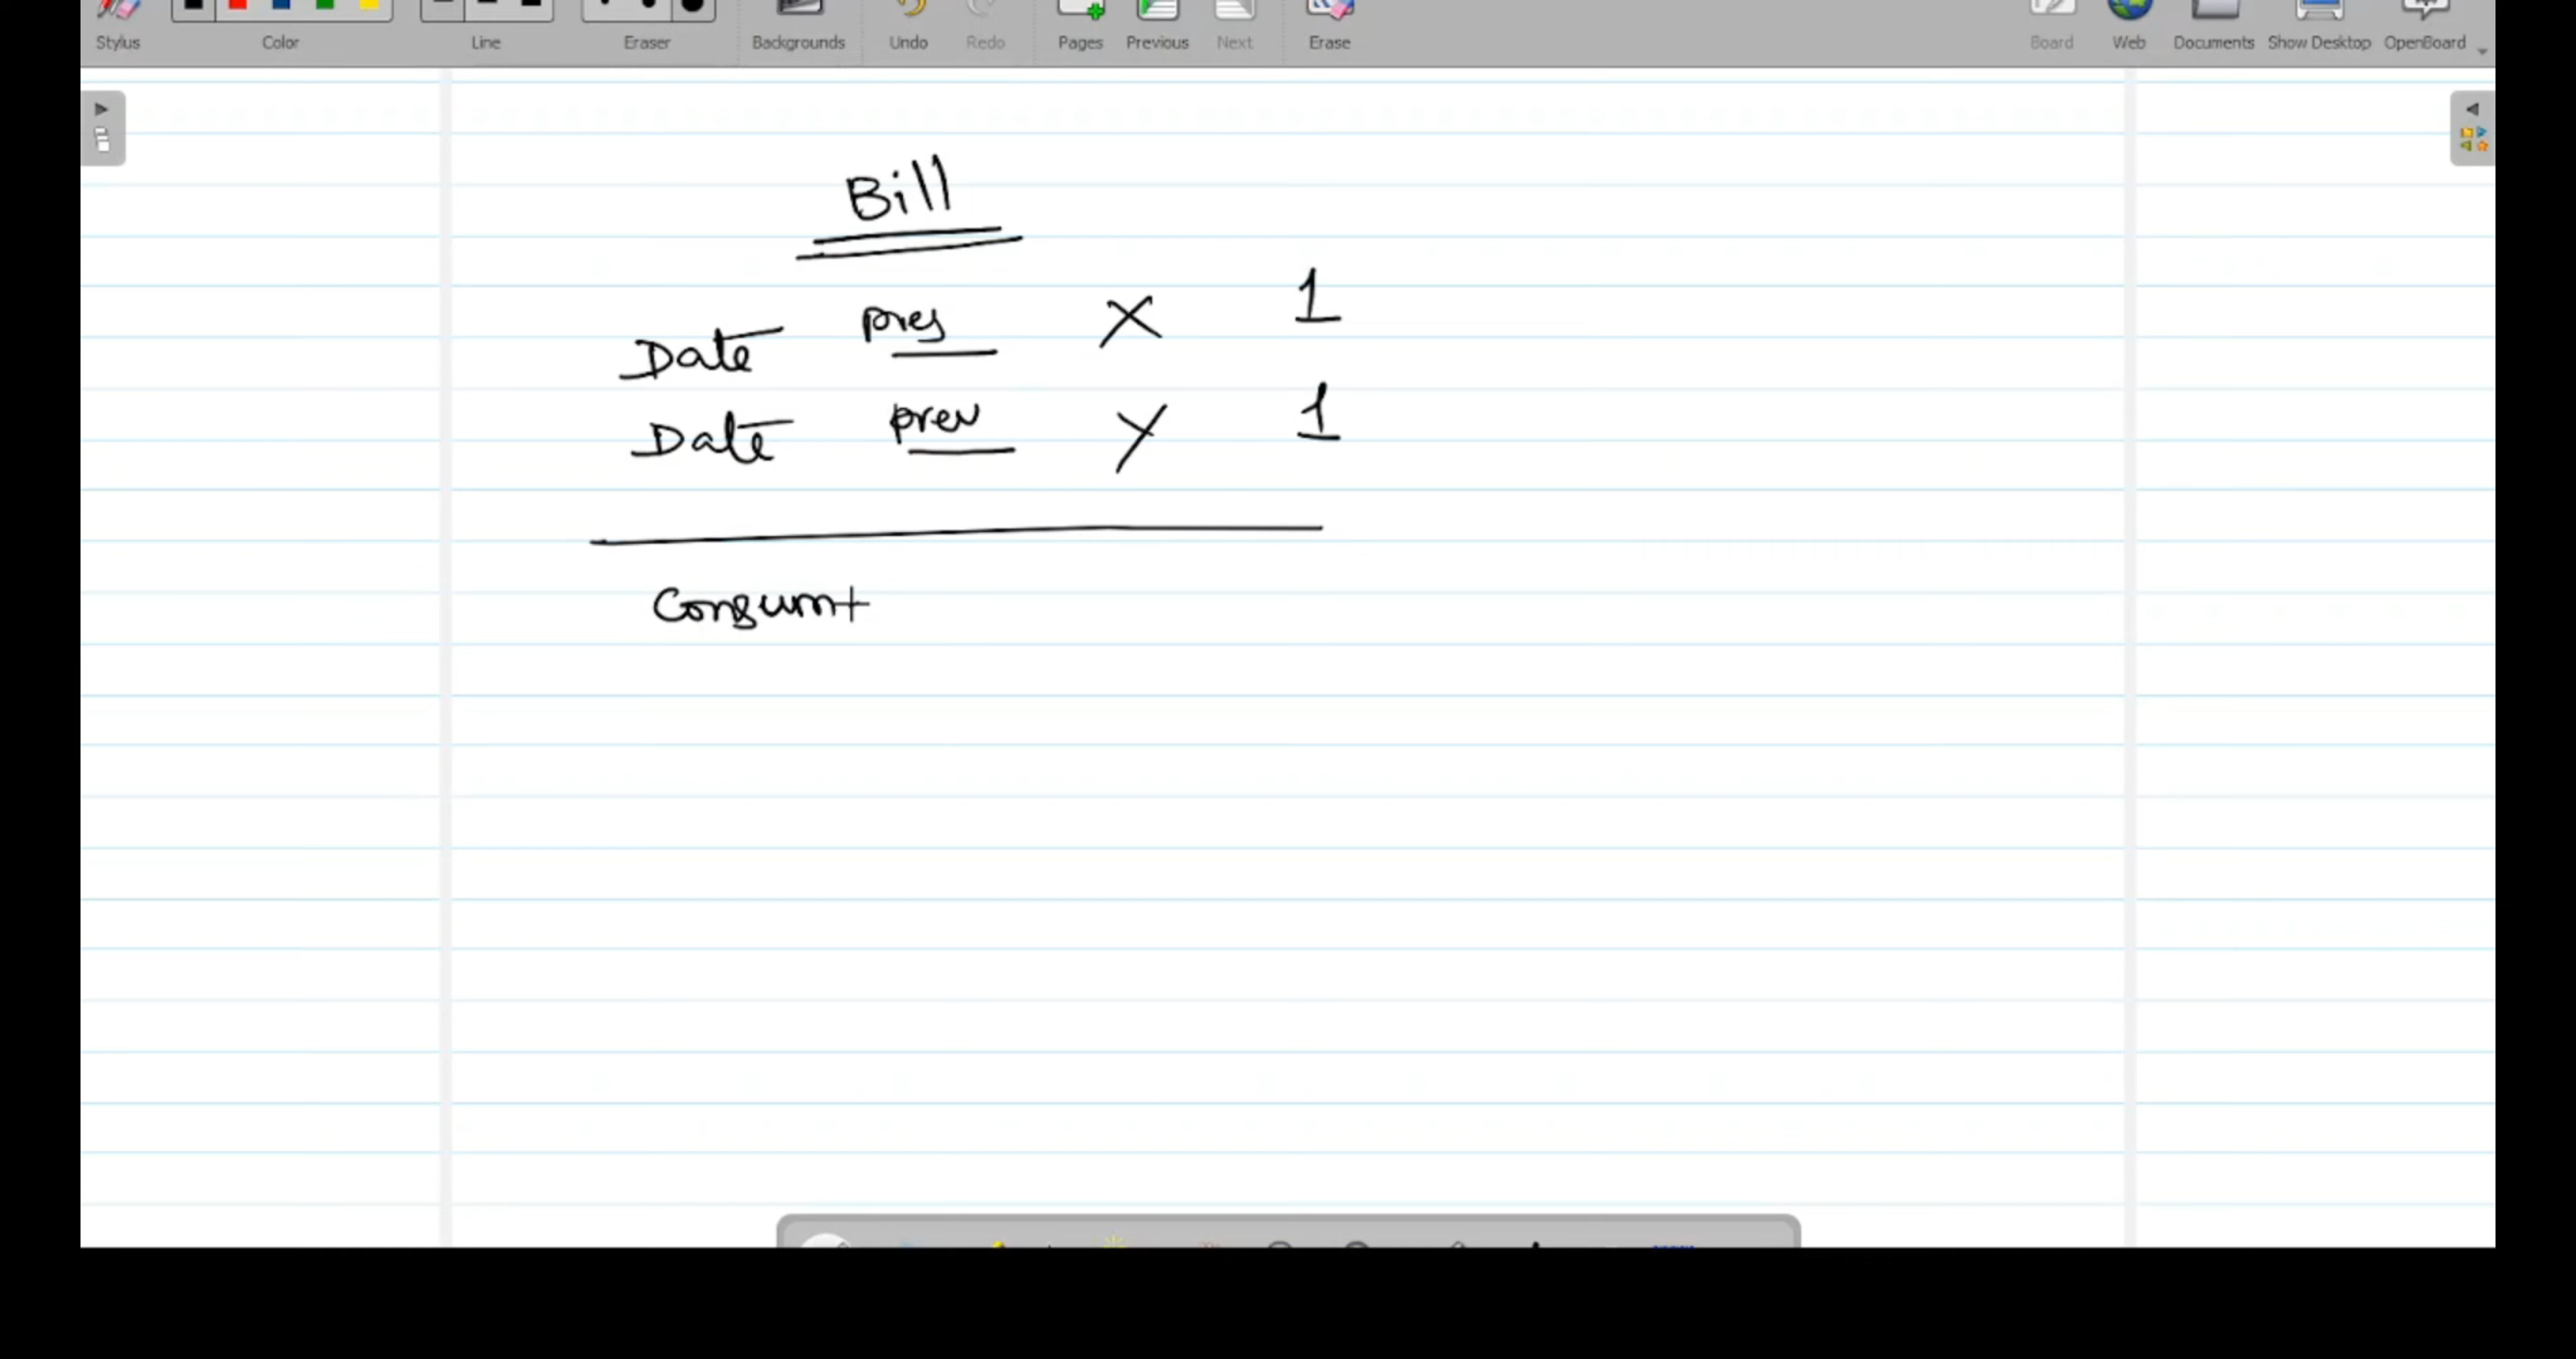 Stylus Color Line Eraser Backgrounds Undo Redo Pages Previous Next Erase Board Web Documents Show Desktop OpenBoard
Bill
Date pres X 1
Date prev y 1
Consumt